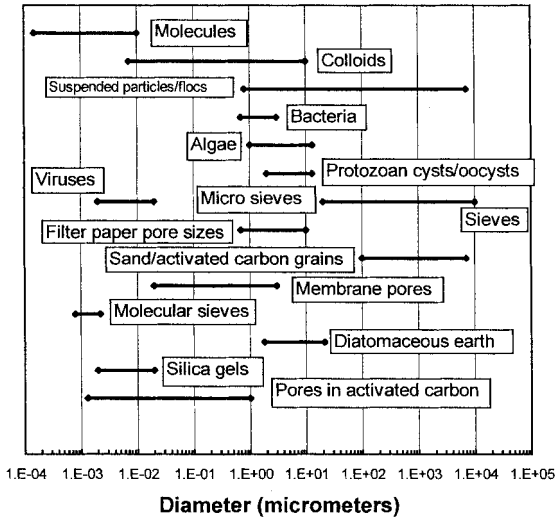 Molecules
Colloids
Suspended particles/flocs
Bacteria
Algae
Protozoan cysts/oocysts
Viruses
Micro sieves
Sieves
Filter paper pore sizes
Sand/activated carbon grains
Membrane pores
Molecular sieves
Diatomaceous earth
Silica gels
Pores in activated carbon
1.E-04 1.E-03 1.E-02 1.E-01 1.E+00 1.E+01 1.E+02 1.E+03 1.E+04 1.E+05
Diameter (micrometers)